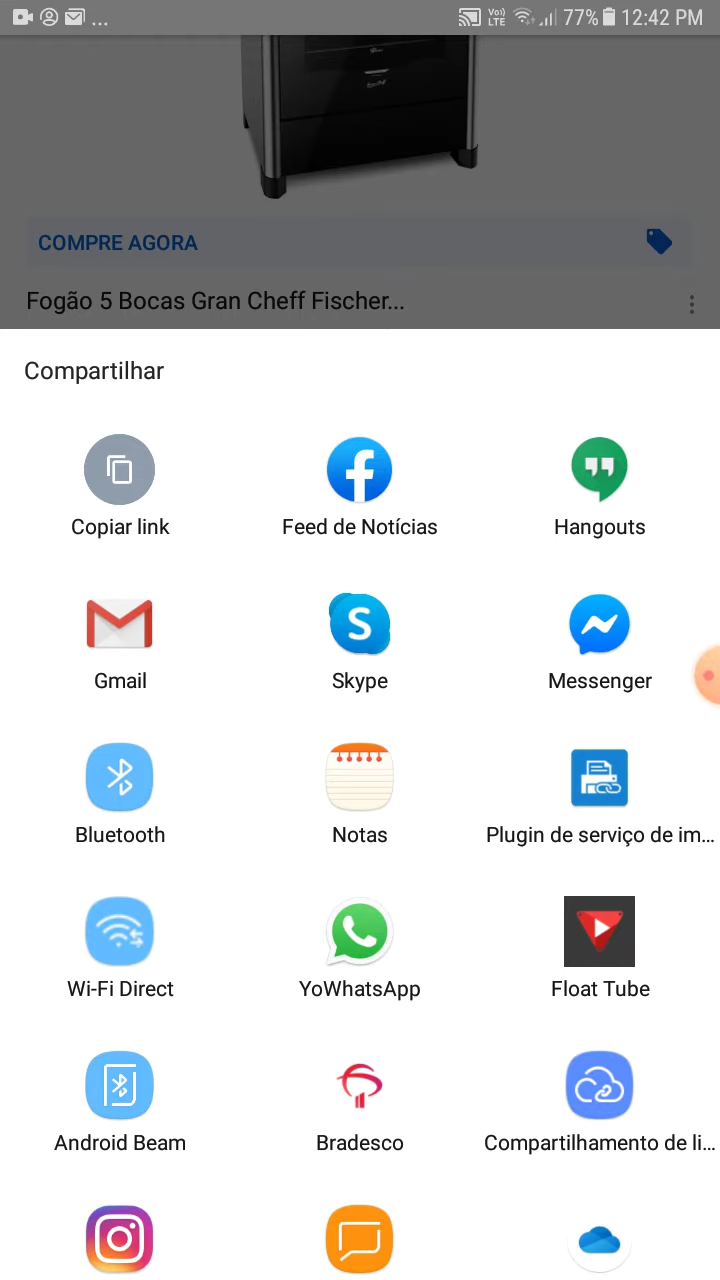 ... Vo)) LTE 77% 12:42 PM
COMPRE AGORA
Fogão 5 Bocas Gran Cheff Fischer...
Compartilhar
Copiar link Feed de Notícias Hangouts
Gmail Skype Messenger
Bluetooth Notas Plugin de serviço de im...
Wi-Fi Direct YoWhatsApp Float Tube
Android Beam Bradesco Compartilhamento de li...